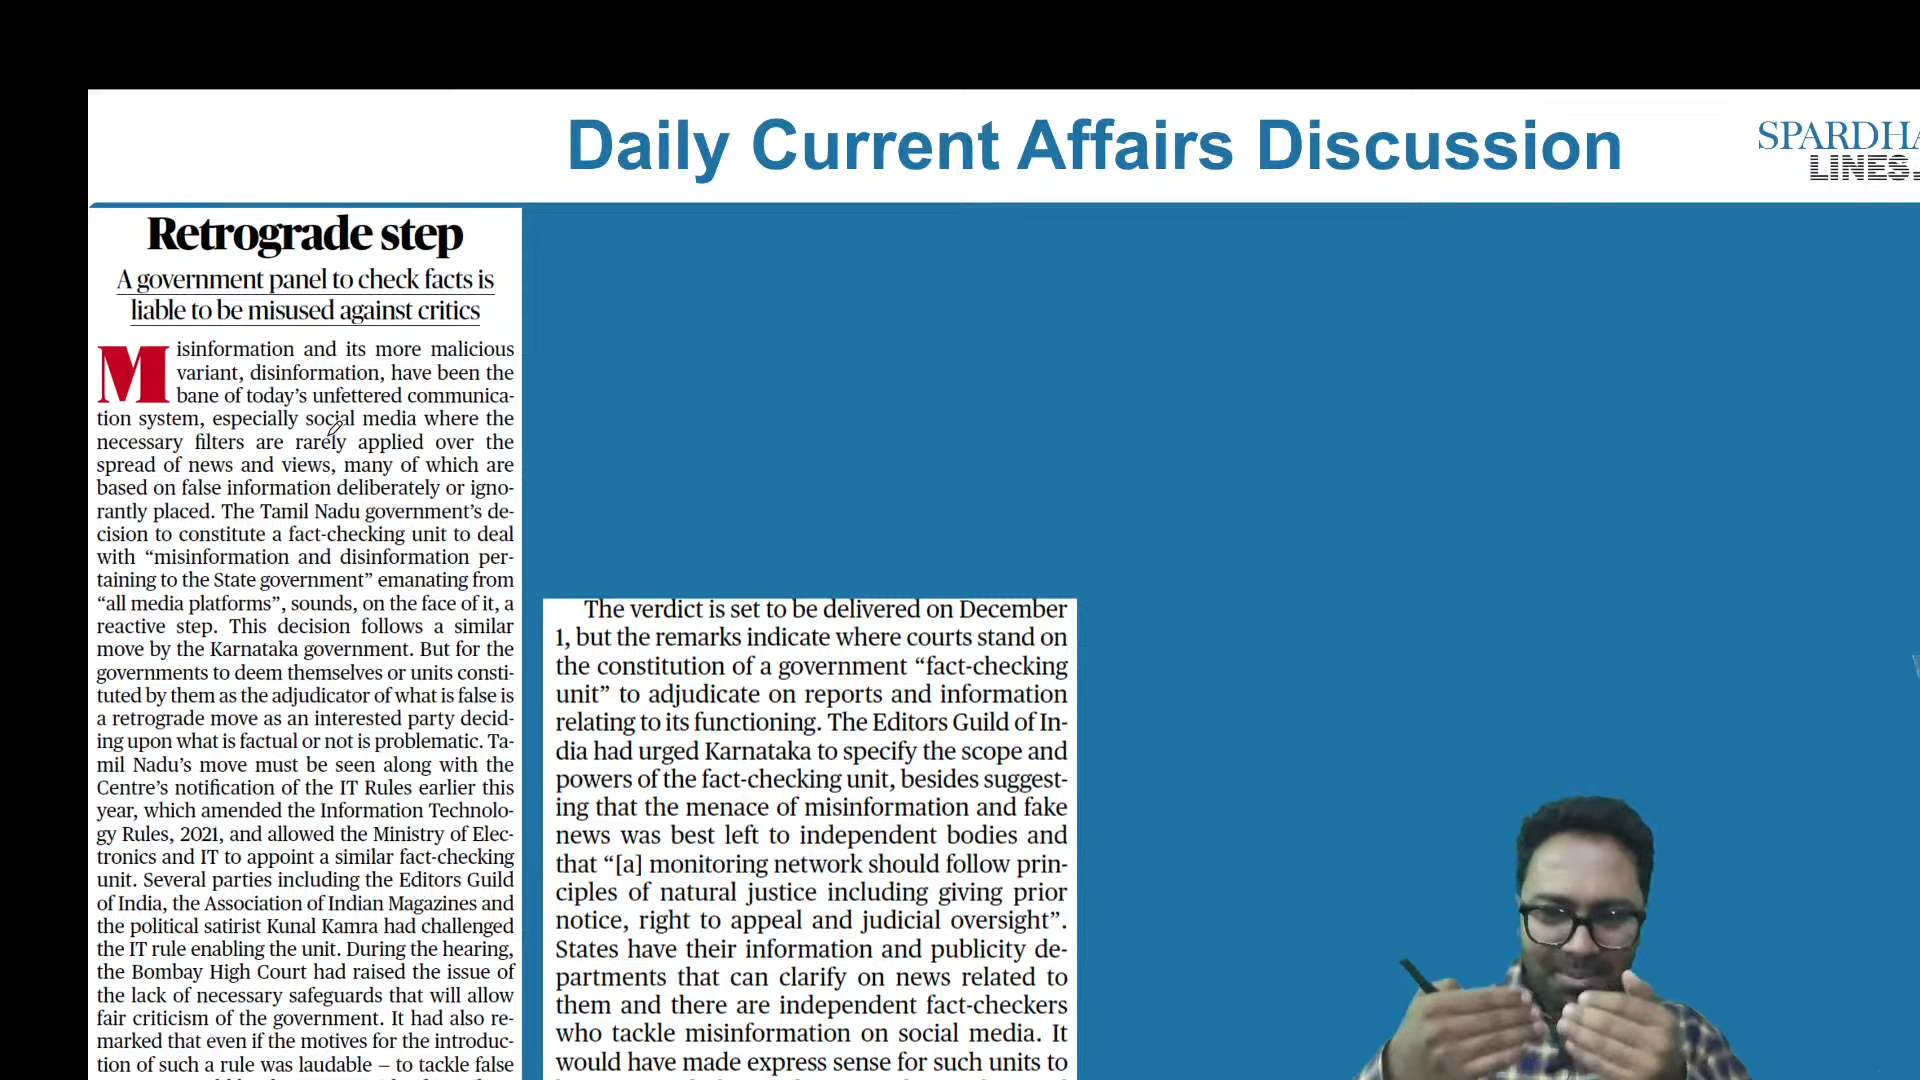 Daily Current Affairs Discussion
SPARDHA
LINES.
Retrograde step
A government panel to check facts is
liable to be misused against critics
Misinformation and its more malicious
variant, disinformation, have been the
bane of today's unfettered communica-
tion system, especially social media where the
necessary filters are rarely applied over the
spread of news and views, many of which are
based on false information deliberately or igno-
rantly placed. The Tamil Nadu government's de-
cision to constitute a fact-checking unit to deal
with “misinformation and disinformation per-
taining to the State government” emanating from
“all media platforms”, sounds, on the face of it, a
reactive step. This decision follows a similar
move by the Karnataka government. But for the
governments to deem themselves or units consti-
tuted by them as the adjudicator of what is false is
a retrograde move as an interested party decid-
ing upon what is factual or not is problematic. Ta-
mil Nadu's move must be seen along with the
Centre's notification of the IT Rules earlier this
year, which amended the Information Technolo-
gy Rules, 2021, and allowed the Ministry of Elec-
tronics and IT to appoint a similar fact-checking
unit. Several parties including the Editors Guild
of India, the Association of Indian Magazines and
the political satirist Kunal Kamra had challenged
the IT rule enabling the unit. During the hearing,
the Bombay High Court had raised the issue of
the lack of necessary safeguards that will allow
fair criticism of the government. It had also re-
marked that even if the motives for the introduc-
tion of such a rule was laudable – to tackle false
The verdict is set to be delivered on December
1, but the remarks indicate where courts stand on
the constitution of a government “fact-checking
unit” to adjudicate on reports and information
relating to its functioning. The Editors Guild of In-
dia had urged Karnataka to specify the scope and
powers of the fact-checking unit, besides suggest-
ing that the menace of misinformation and fake
news was best left to independent bodies and
that “[a] monitoring network should follow prin-
ciples of natural justice including giving prior
notice, right to appeal and judicial oversight”.
States have their information and publicity de-
partments that can clarify on news related to
them and there are independent fact-checkers
who tackle misinformation on social media. It
would have made express sense for such units to